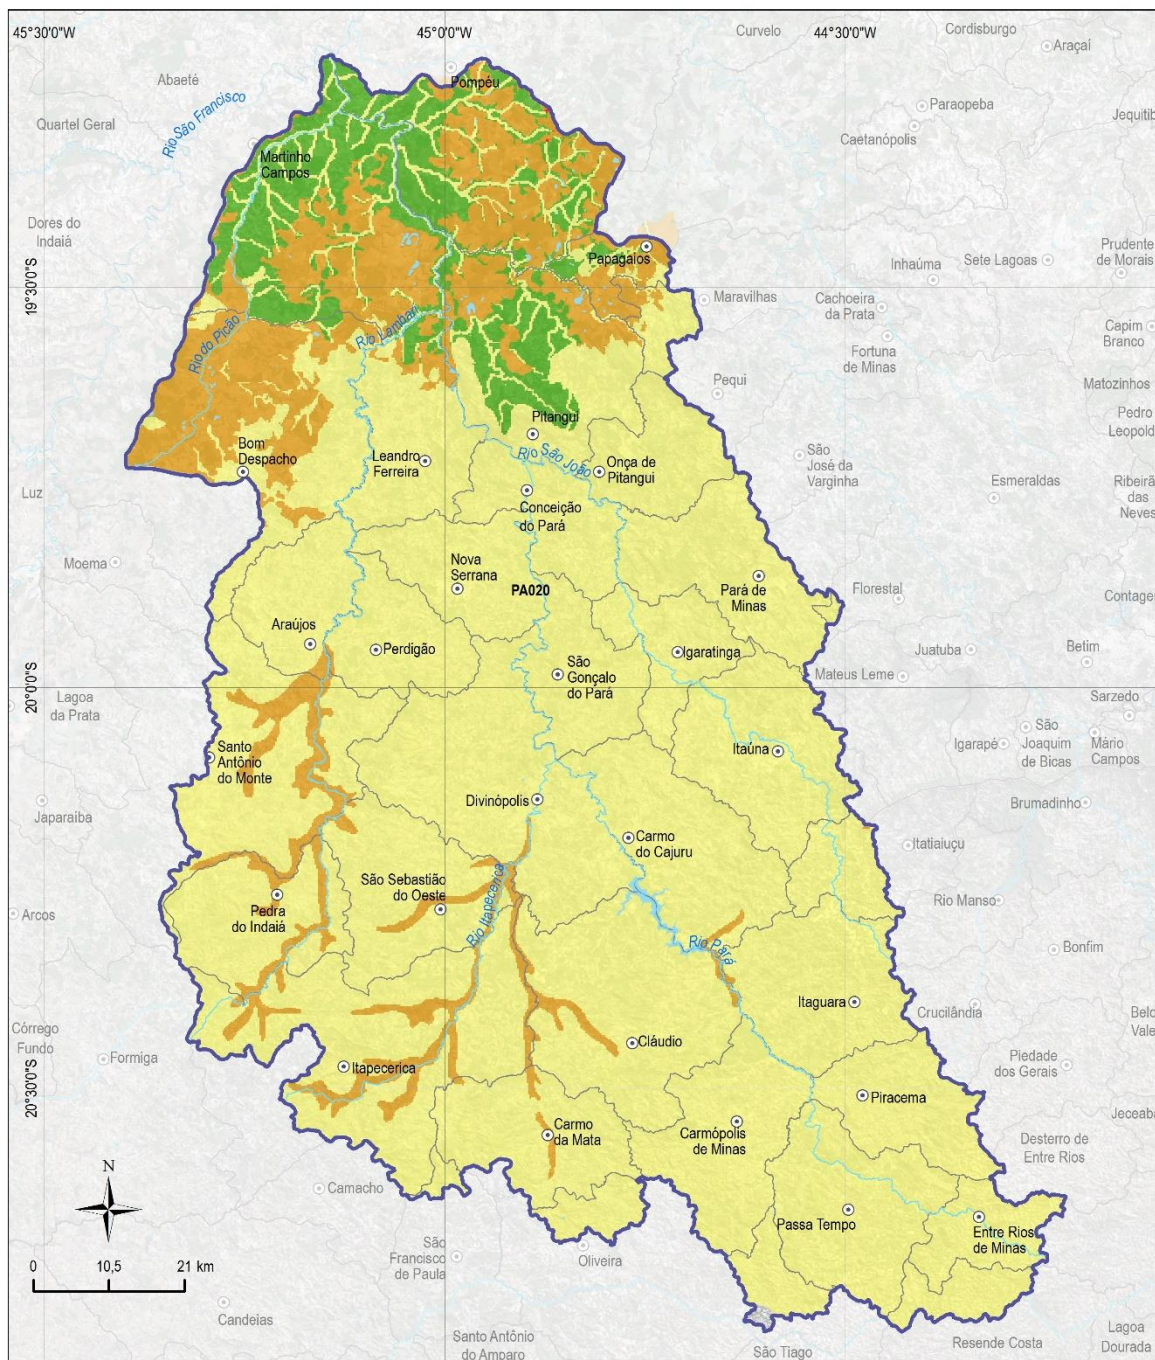 45°30'0"W
45°0'0"W
44°30'0"W
Curvelo
Cordisburgo
Araçaí
Abaeté
Pompéu
Paraopeba
Quartel Geral
Rio São Francisco
Caetanópolis
Martinho
Campos
Dores do
Indaiá
Papagaios
Inhaúma
Sete Lagoas
Prudente
de Morais
19°30'0"S
Maravilhas
Cachoeira
da Prata
Rio do Picão
Rio Lambari
Capim
Branco
Fortuna
de Minas
Pequi
Matozinhos
Pitangui
Pedro
Leopold
Bom
Despacho
Leandro
Ferreira
Rio São João
Onça de
Pitangui
São
José da
Varginha
Luz
Conceição
do Pará
Esmeraldas
Ribeirã
das
Neves
Moema
Nova
Serrana
PA020
Pará de
Minas
Florestal
Contagem
Araújos
Perdigão
Igaratinga
Juatuba
Betim
São
Gonçalo
do Pará
Mateus Leme
20°0'0"S
Lagoa
da Prata
Sarzedo
Santo
Antônio
do Monte
Itaúna
Igarapé
São
Joaquim
de Bicas
Mário
Campos
Divinópolis
Brumadinho
Japaraiba
Carmo
do Cajuru
Itatiaiuçu
São Sebastião
do Oeste
Arcos
Pedra
do Indaiá
Rio Itapecerica
Rio Manso
Rio Pará
Bonfim
Itaguara
Crucilândia
Belo
Vale
Córrego
Fundo
Formiga
Cláudio
Itapecerica
Piedade
dos Gerais
20°30'0"S
Piracema
Carmo
da Mata
Carmópolis
de Minas
Jeceaba
Desterro de
Entre Rios
N
Camacho
Passa Tempo
Entre Rios
de Minas
São
Francisco
de Paula
Oliveira
0 10,5 21 km
Candeias
Santo Antônio
do Amparo
São Tiago
Resende Costa
Lagoa
Dourada